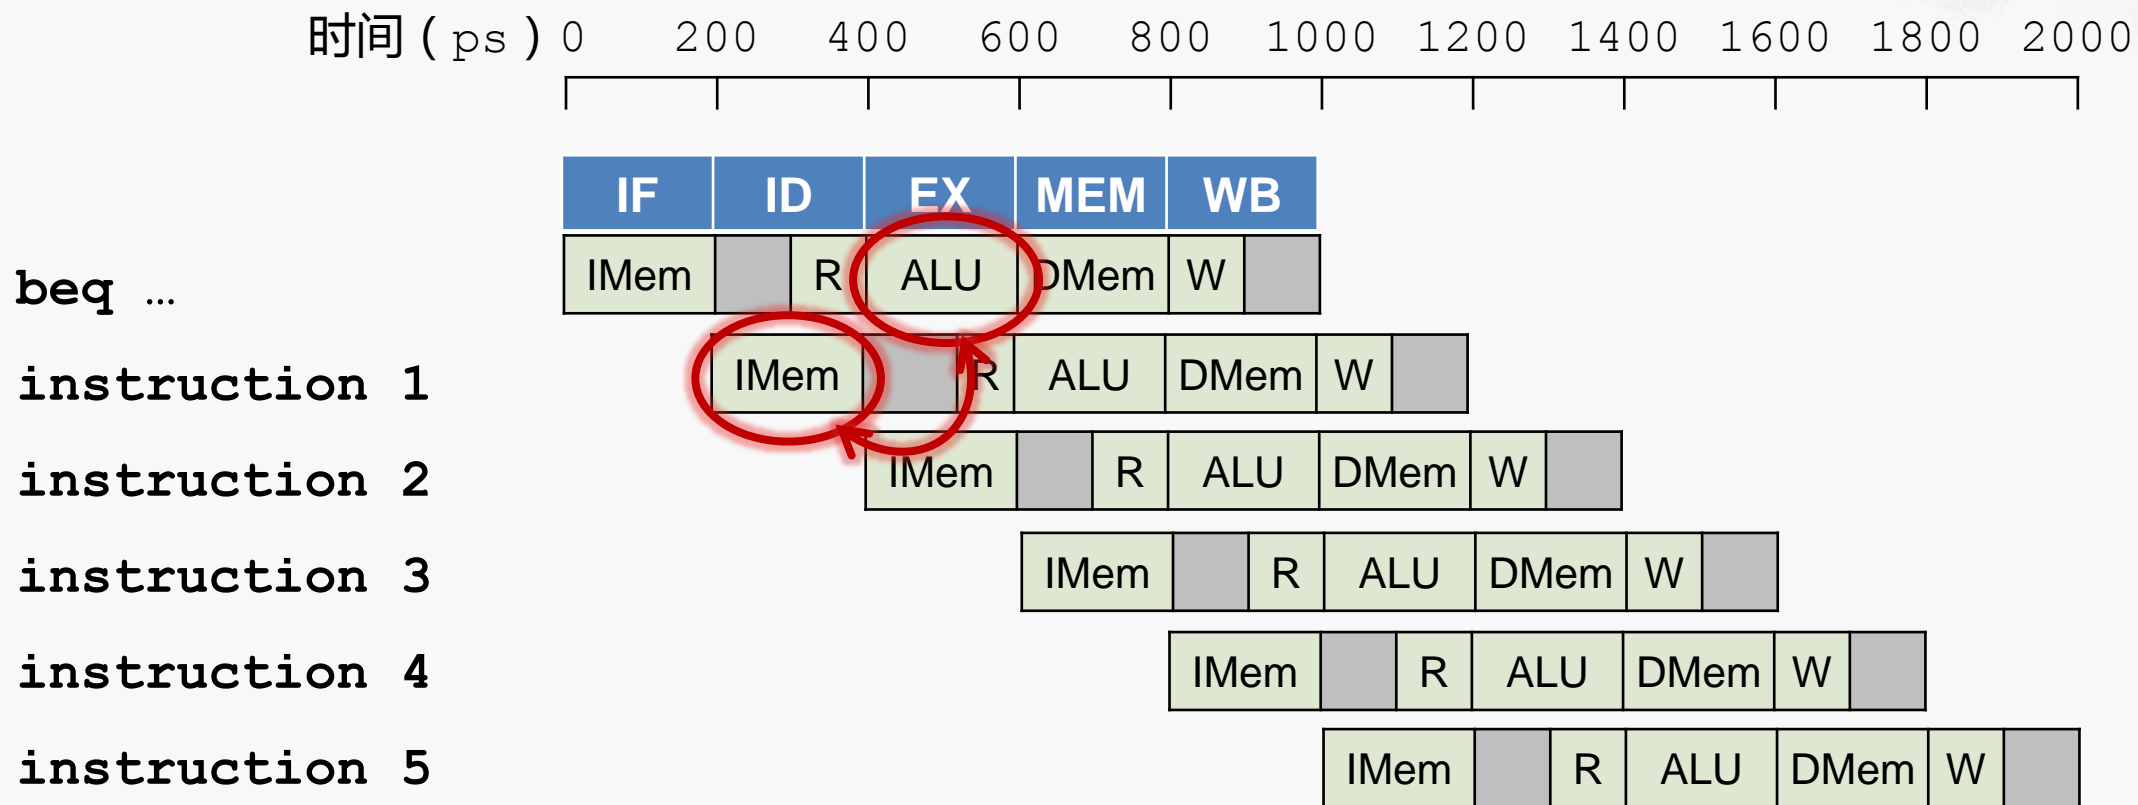 时间（ps）0 200 400 600 800 1000 1200 1400 1600 1800 2000
IF ID EX MEM WB
beq … IMem R ALU DMem W
instruction 1 IMem R ALU DMem W
instruction 2 IMem R ALU DMem W
instruction 3 IMem R ALU DMem W
instruction 4 IMem R ALU DMem W
instruction 5 IMem R ALU DMem W